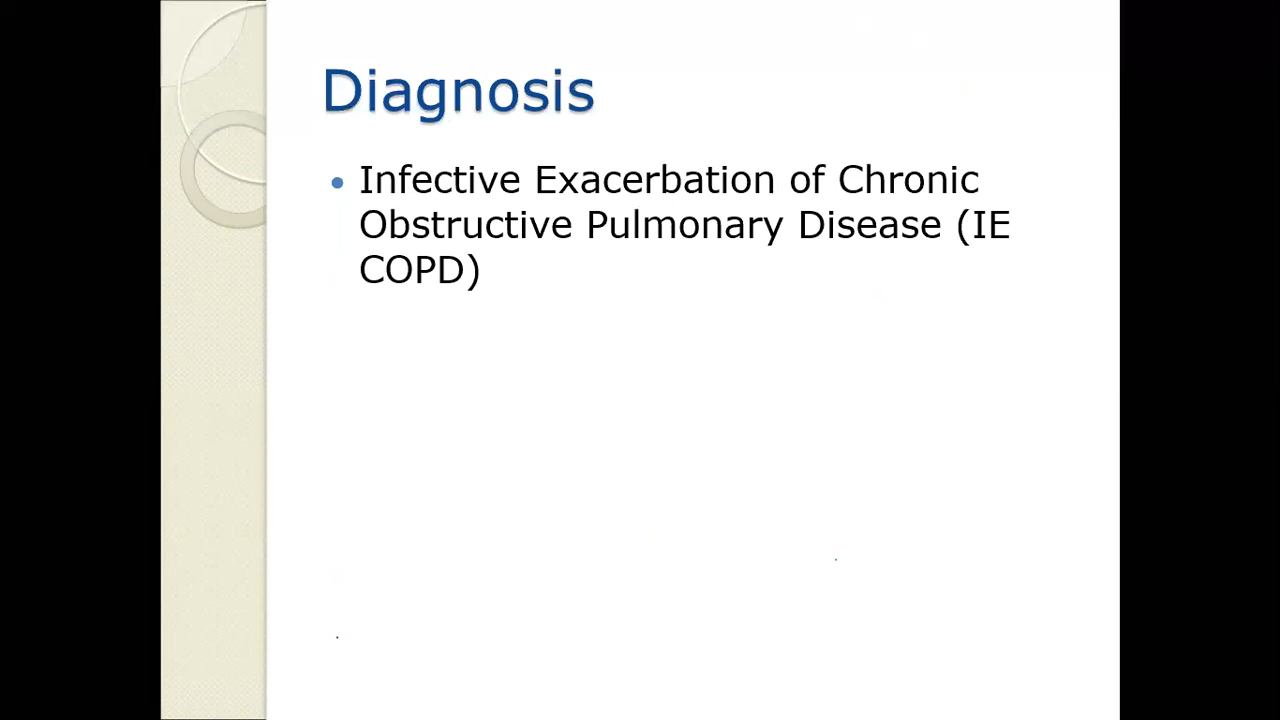 Diagnosis
• Infective Exacerbation of Chronic
Obstructive Pulmonary Disease (IE
COPD)